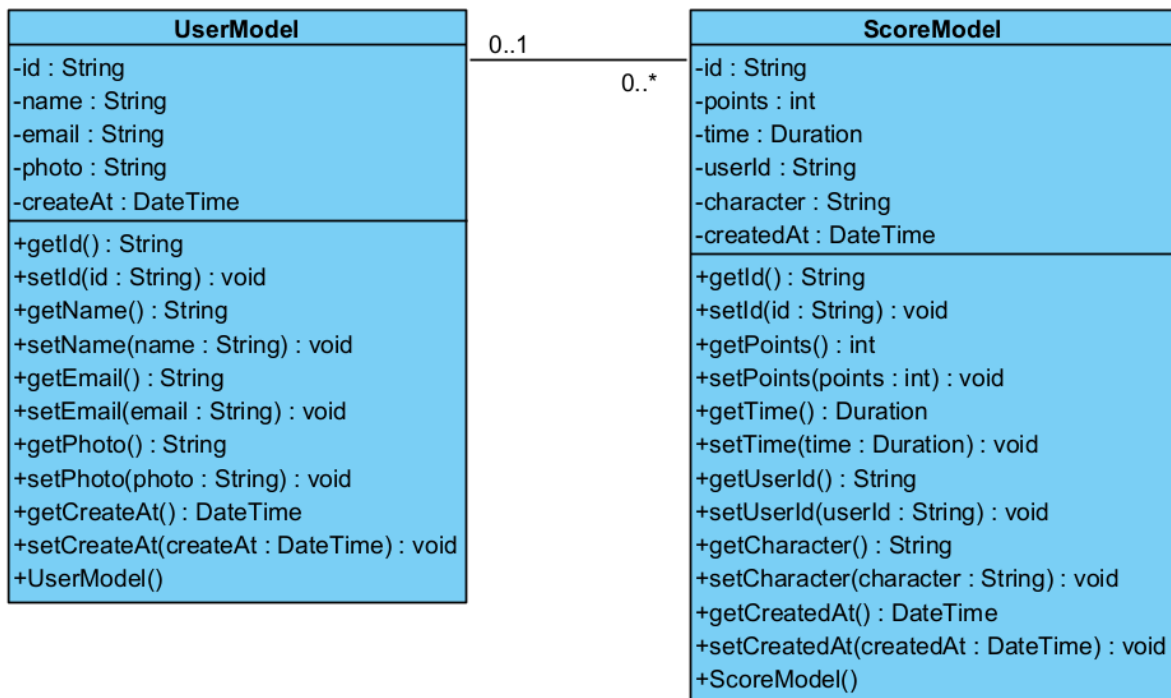 UserModel
-id : String
-name : String
-email : String
-photo : String
-createAt : DateTime
+getId() : String
+setId(id : String) : void
+getName() : String
+setName(name : String) : void
+getEmail() : String
+setEmail(email : String) : void
+getPhoto() : String
+setPhoto(photo : String) : void
+getCreateAt() : DateTime
+setCreateAt(createAt : DateTime) : void
+UserModel()
0..1
0..*
ScoreModel
-id : String
-points : int
-time : Duration
-userId : String
-character : String
-createdAt : DateTime
+getId() : String
+setId(id : String) : void
+getPoints() : int
+setPoints(points : int) : void
+getTime() : Duration
+setTime(time : Duration) : void
+getUserId() : String
+setUserId(userId : String) : void
+getCharacter() : String
+setCharacter(character : String) : void
+getCreatedAt() : DateTime
+setCreatedAt(createdAt : DateTime) : void
+ScoreModel()